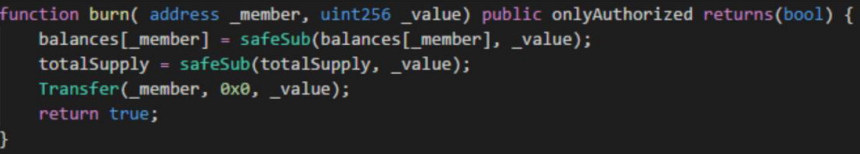 function burn( address _member, uint256 _value) public onlyAuthorized returns(bool) {
balances[_member] = safeSub(balances[_member], _value);
totalSupply = safeSub(totalSupply, _value);
Transfer(_member, 0x0, _value);
return true;
}